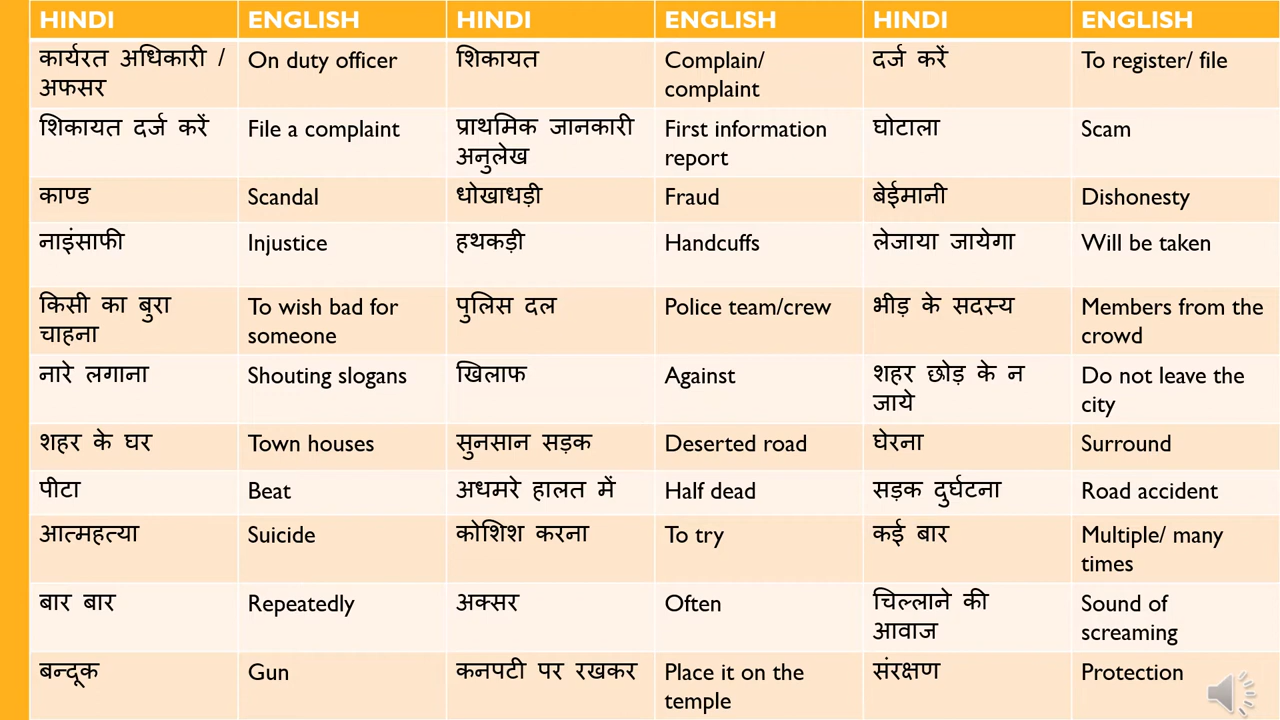 HINDI ENGLISH HINDI ENGLISH HINDI ENGLISH
कार्यरत अधिकारी / On duty officer शिकायत Complain/ दर्ज करें To register/ file
अफसर complaint
शिकायत दर्ज करें File a complaint प्राथमिक जानकारी First information घोटाला Scam
अनुलेख report
काण्ड Scandal धोखाधड़ी Fraud बेईमानी Dishonesty
नाइंसाफी Injustice हथकड़ी Handcuffs लेजाया जायेगा Will be taken
किसी का बुरा To wish bad for पुलिस दल Police team/crew भीड़ के सदस्य Members from the
चाहना someone crowd
नारे लगाना Shouting slogans खिलाफ Against शहर छोड़ के न Do not leave the
जाये city
शहर के घर Town houses सुनसान सड़क Deserted road घेरना Surround
पीटा Beat अधमरे हालत में Half dead सड़क दुर्घटना Road accident
आत्महत्या Suicide कोशिश करना To try कई बार Multiple/ many
times
बार बार Repeatedly अक्सर Often चिल्लाने की Sound of
आवाज screaming
बन्दूक Gun कनपटी पर रखकर Place it on the संरक्षण Protection
temple